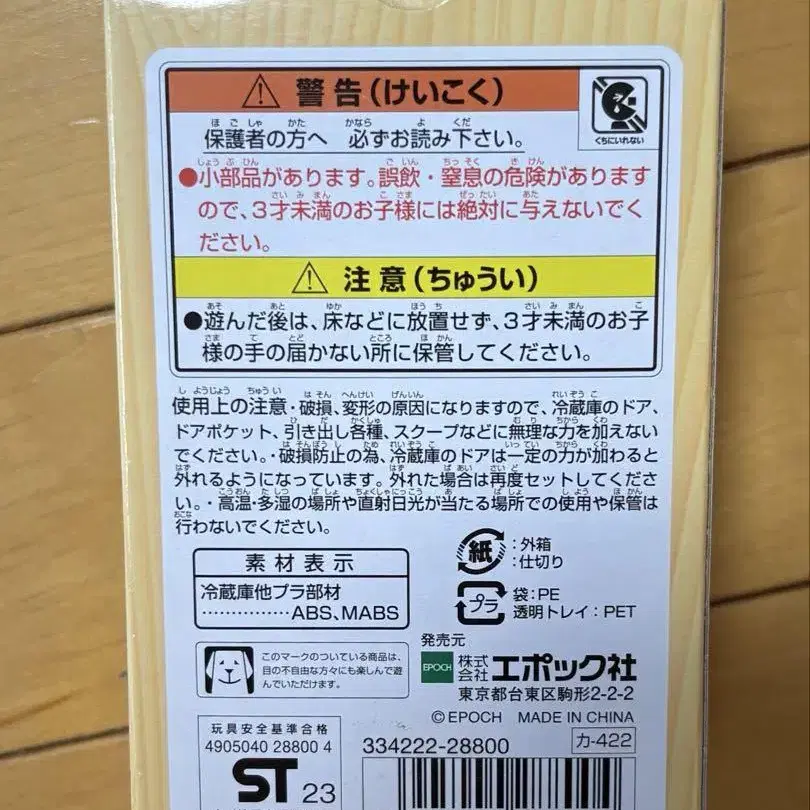 ⚠ 警告(けいこく)
くちにいれない
保護者の方へ 必ずお読み下さい。
●小部品があります。誤飲・窒息の危険があります
ので、3才未満のお子様には絶対に与えないでく
ださい。
⚠ 注意(ちゅうい)
●遊んだ後は、床などに放置せず、3才未満のお子
様の手の届かない所に保管してください。
使用上の注意・破損、変形の原因になりますので、冷蔵庫のドア、
ドアポケット、引き出し各種、スクープなどに無理な力を加えない
でください。・破損防止の為、冷蔵庫のドアは一定の力が加わると
外れるようになっています。外れた場合は再度セットしてくださ
い。・高温・多湿の場所や直射日光が当たる場所での使用や保管は
行わないでください。
素材表示
冷蔵庫他プラ部材
……………ABS、MABS
紙:外箱
:仕切り
プラ 袋:PE
透明トレイ:PET
このマークのついている商品は、
目の不自由な方々にも楽しんで遊
んでいただけます。
発売元
EPOCH 株式会社エポック社
東京都台東区駒形2-2-2
©EPOCH MADE IN CHINA
玩具安全基準合格
4905040 28800 4
ST 23
334222-28800
カ-422